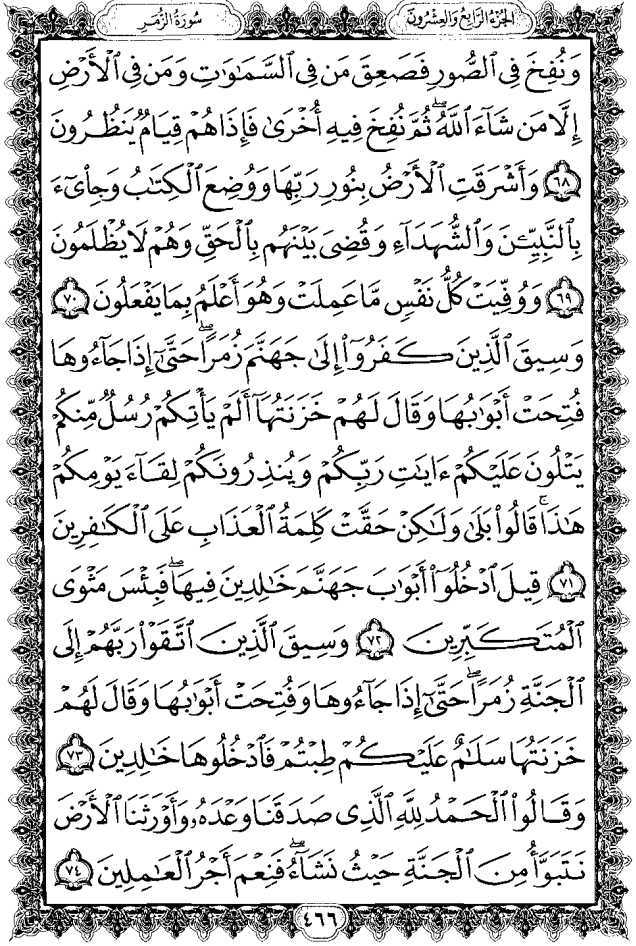 الجزء الرابع والعشرون
سورة الزمر
وَنُفِخَ فِي ٱلصُّورِ فَصَعِقَ مَن فِي ٱلسَّمَٰوَٰتِ وَمَن فِي ٱلْأَرْضِ
إِلَّا مَن شَآءَ ٱللَّهُ ۖ ثُمَّ نُفِخَ فِيهِ أُخْرَىٰ فَإِذَا هُمْ قِيَامٌ يَنظُرُونَ
٦٨ وَأَشْرَقَتِ ٱلْأَرْضُ بِنُورِ رَبِّهَا وَوُضِعَ ٱلْكِتَٰبُ وَجِا۟ىٓءَ
بِٱلنَّبِيِّـۧنَ وَٱلشُّهَدَآءِ وَقُضِيَ بَيْنَهُم بِٱلْحَقِّ وَهُمْ لَا يُظْلَمُونَ
٦٩ وَوُفِّيَتْ كُلُّ نَفْسٍ مَّا عَمِلَتْ وَهُوَ أَعْلَمُ بِمَا يَفْعَلُونَ ٧٠
وَسِيقَ ٱلَّذِينَ كَفَرُوٓا۟ إِلَىٰ جَهَنَّمَ زُمَرًا ۖ حَتَّىٰٓ إِذَا جَآءُوهَا
فُتِحَتْ أَبْوَٰبُهَا وَقَالَ لَهُمْ خَزَنَتُهَآ أَلَمْ يَأْتِكُمْ رُسُلٌ مِّنكُمْ
يَتْلُونَ عَلَيْكُمْ ءَايَٰتِ رَبِّكُمْ وَيُنذِرُونَكُمْ لِقَآءَ يَوْمِكُمْ
هَٰذَا ۚ قَالُوا۟ بَلَىٰ وَلَٰكِنْ حَقَّتْ كَلِمَةُ ٱلْعَذَابِ عَلَى ٱلْكَٰفِرِينَ
٧١ قِيلَ ٱدْخُلُوٓا۟ أَبْوَٰبَ جَهَنَّمَ خَٰلِدِينَ فِيهَا ۖ فَبِئْسَ مَثْوَى
ٱلْمُتَكَبِّرِينَ ٧٢ وَسِيقَ ٱلَّذِينَ ٱتَّقَوْا۟ رَبَّهُمْ إِلَى
ٱلْجَنَّةِ زُمَرًا ۖ حَتَّىٰٓ إِذَا جَآءُوهَا وَفُتِحَتْ أَبْوَٰبُهَا وَقَالَ لَهُمْ
خَزَنَتُهَا سَلَٰمٌ عَلَيْكُمْ طِبْتُمْ فَٱدْخُلُوهَا خَٰلِدِينَ ٧٣
وَقَالُوا۟ ٱلْحَمْدُ لِلَّهِ ٱلَّذِي صَدَقَنَا وَعْدَهُۥ وَأَوْرَثَنَا ٱلْأَرْضَ
نَتَبَوَّأُ مِنَ ٱلْجَنَّةِ حَيْثُ نَشَآءُ ۖ فَنِعْمَ أَجْرُ ٱلْعَٰمِلِينَ ٧٤
٤٦٦